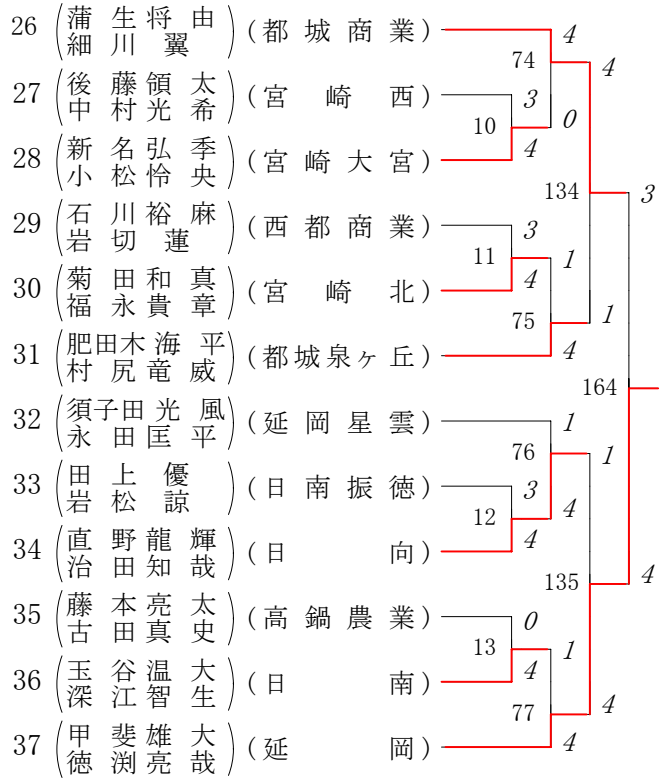 26 (蒲生将由 細川翼) (都城商業) 4
74 4
27 (後藤領太 中村光希) (宮崎西) 3
10 0
28 (新名弘季 小松怜央) (宮崎大宮) 4
134 3
29 (石川裕麻 岩切蓮) (西都商業) 3
11 1
30 (菊田和真 福永貴章) (宮崎北) 4
75 1
31 (肥田木海平 村尻竜威) (都城泉ヶ丘) 4
164
32 (須子田光風 永田匡平) (延岡星雲) 1
76 1
33 (田上優 岩松諒) (日南振徳) 3
12 4
34 (直野龍輝 治田知哉) (日向) 4
135 4
35 (藤本亮太 古田真史) (高鍋農業) 0
13 1
36 (玉谷温大 深江智生) (日南) 4
77 4
37 (甲斐雄大 徳渕亮哉) (延岡) 4